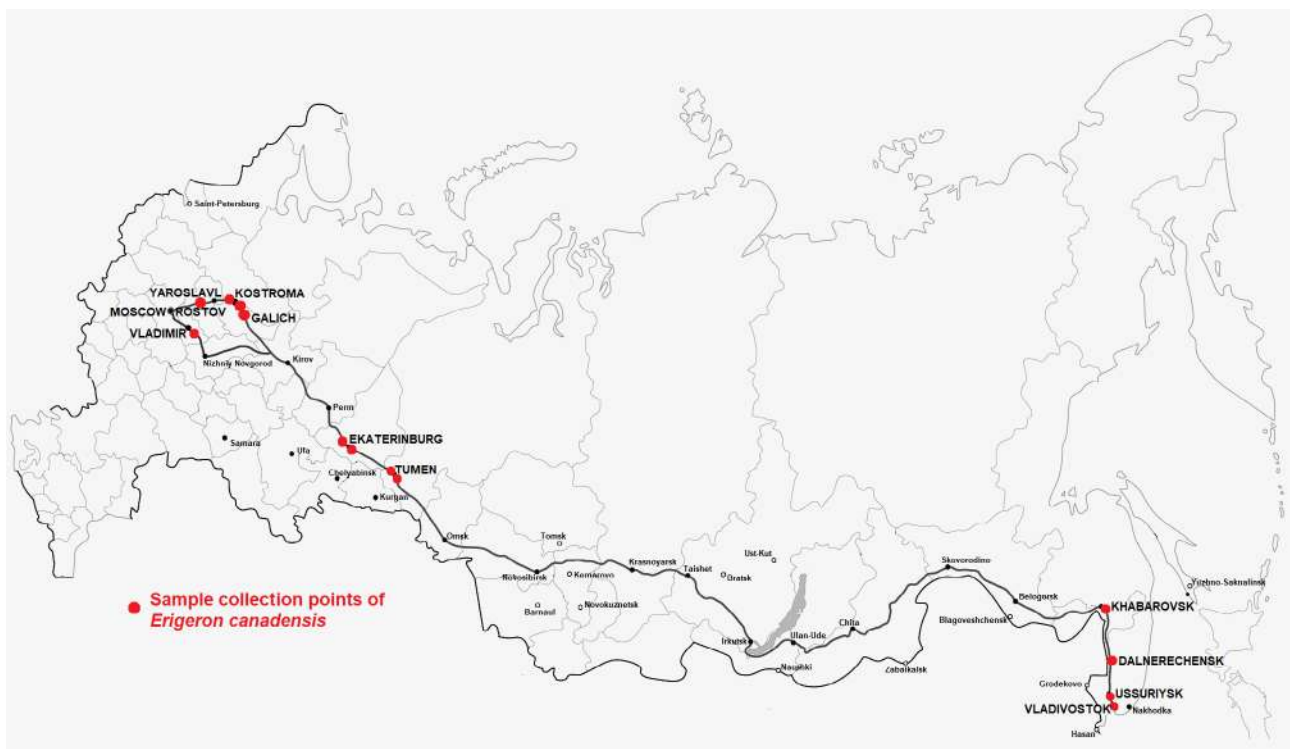 Saint-Petersburg
YAROSLAVL
KOSTROMA
MOSCOW
ROSTOV
GALICH
VLADIMIR
Nizhniy Novgorod
Kirov
Penn
EKATERINBURG
Samara
Ufa
TUMEN
Chelyabinsk
Kurgan
Omsk
Tomsk
Novosibirsk
Kemerovo
Krasnoyarsk
Taishet
Bratsk
Ust-Kut
Barnaul
Novokuznetsk
Irkutsk
Ulan-Ude
Chita
Naushki
Zabaikalsk
Skovorodino
Belogorsk
Blagoveshchensk
Yuzhno-Sakhalinsk
KHABAROVSK
DALNERECHENSK
Grodekovo
USSURIYSK
VLADIVOSTOK
Nakhodka
Hasan
Sample collection points of
Erigeron canadensis